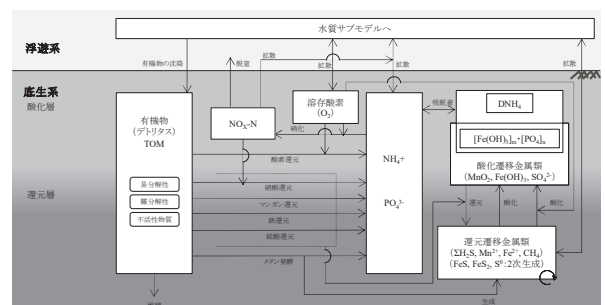 水質サブモデルへ
浮遊系
有機物の沈降
脱窒
拡散
拡散
拡散
拡散
底生系
酸化層
有機物
(デトリタス)
TOM
NOX-N
溶存酸素
(O2)
硝化
NH4+
PO43-
吸脱着
DNH4
[Fe(OH)3]m・[PO4]n
酸化遷移金属類
(MnO2, Fe(OH)3, SO42-)
酸素還元
還元層
易分解性
難分解性
不活性物質
硝酸還元
マンガン還元
鉄還元
硫酸還元
メタン発酵
還元
酸化
酸化
還元遷移金属類
(ΣH2S, Mn2+, Fe2+, CH4)
(FeS, FeS2, S0:2次生成)
生成